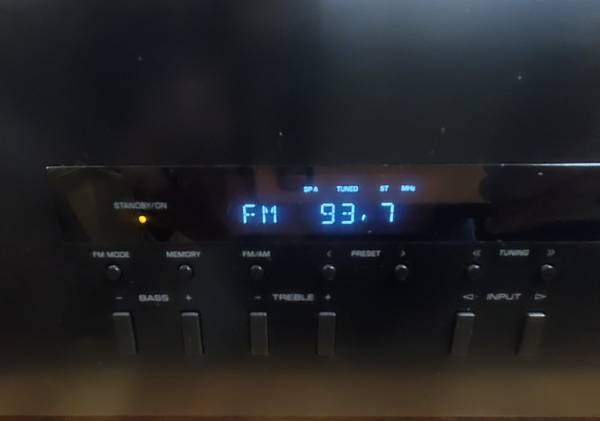 SP A TUNED ST MHz
STANDBY/ON
FM 93.7
FM MODE MEMORY FM/AM < PRESET > << TUNING >>
− BASS + − TREBLE + ◁ INPUT ▷